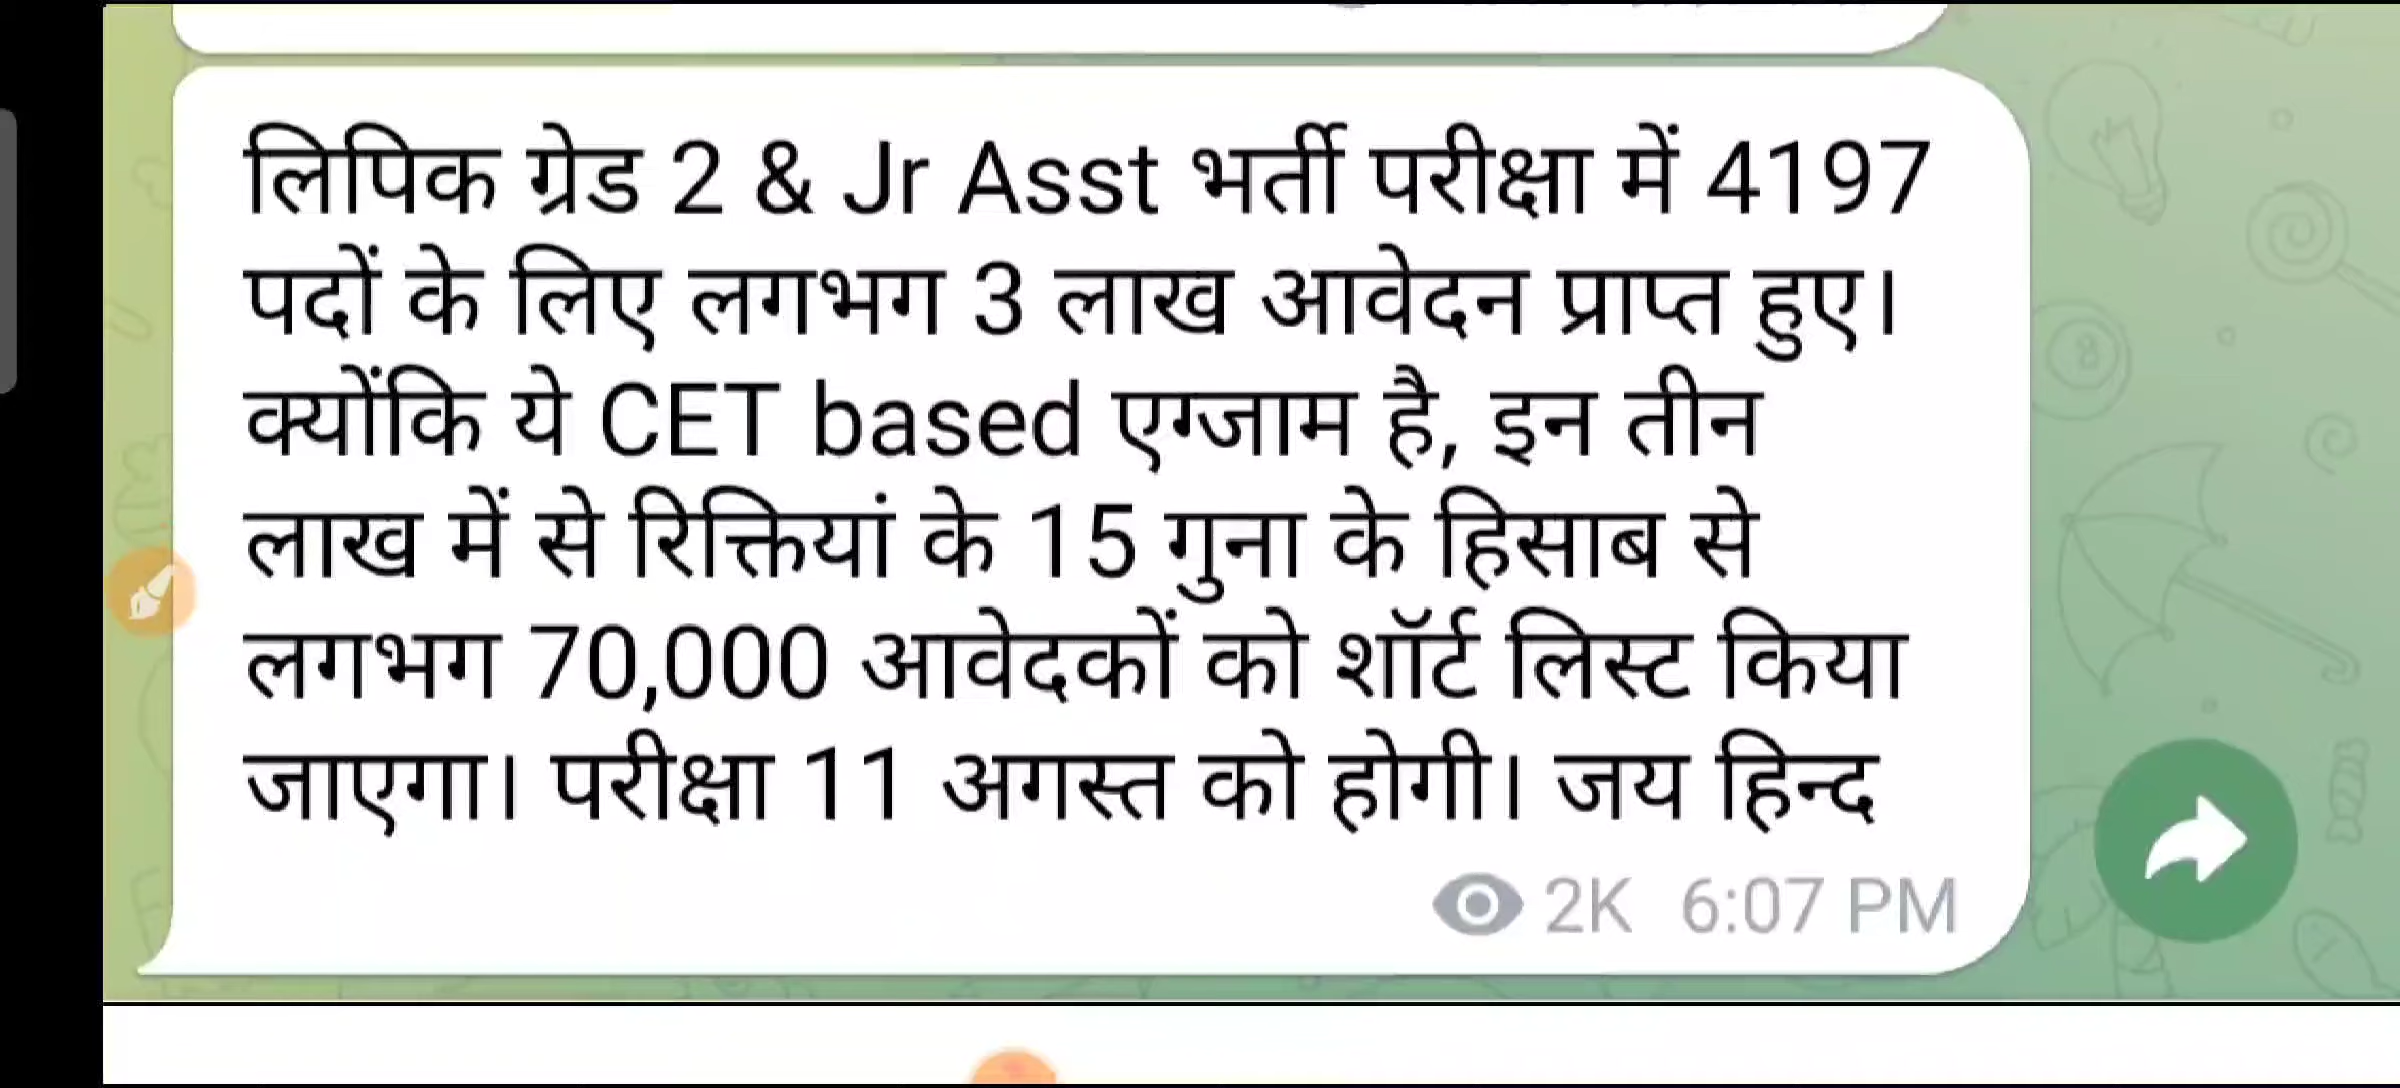 लिपिक ग्रेड 2 & Jr Asst भर्ती परीक्षा में 4197
पदों के लिए लगभग 3 लाख आवेदन प्राप्त हुए।
क्योंकि ये CET based एग्जाम है, इन तीन
लाख में से रिक्तियां के 15 गुना के हिसाब से
लगभग 70,000 आवेदकों को शॉर्ट लिस्ट किया
जाएगा। परीक्षा 11 अगस्त को होगी। जय हिन्द
2K 6:07 PM